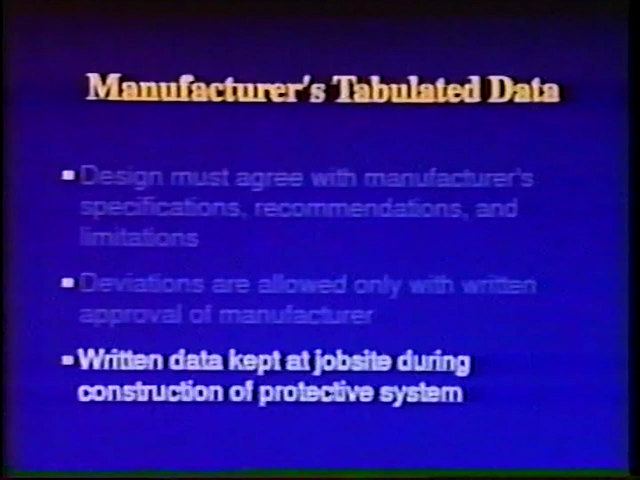 Manufacturer's Tabulated Data
Design must agree with manufacturer's
specifications, recommendations, and
limitations
Deviations are allowed only with written
approval of manufacturer
Written data kept at jobsite during
construction of protective system